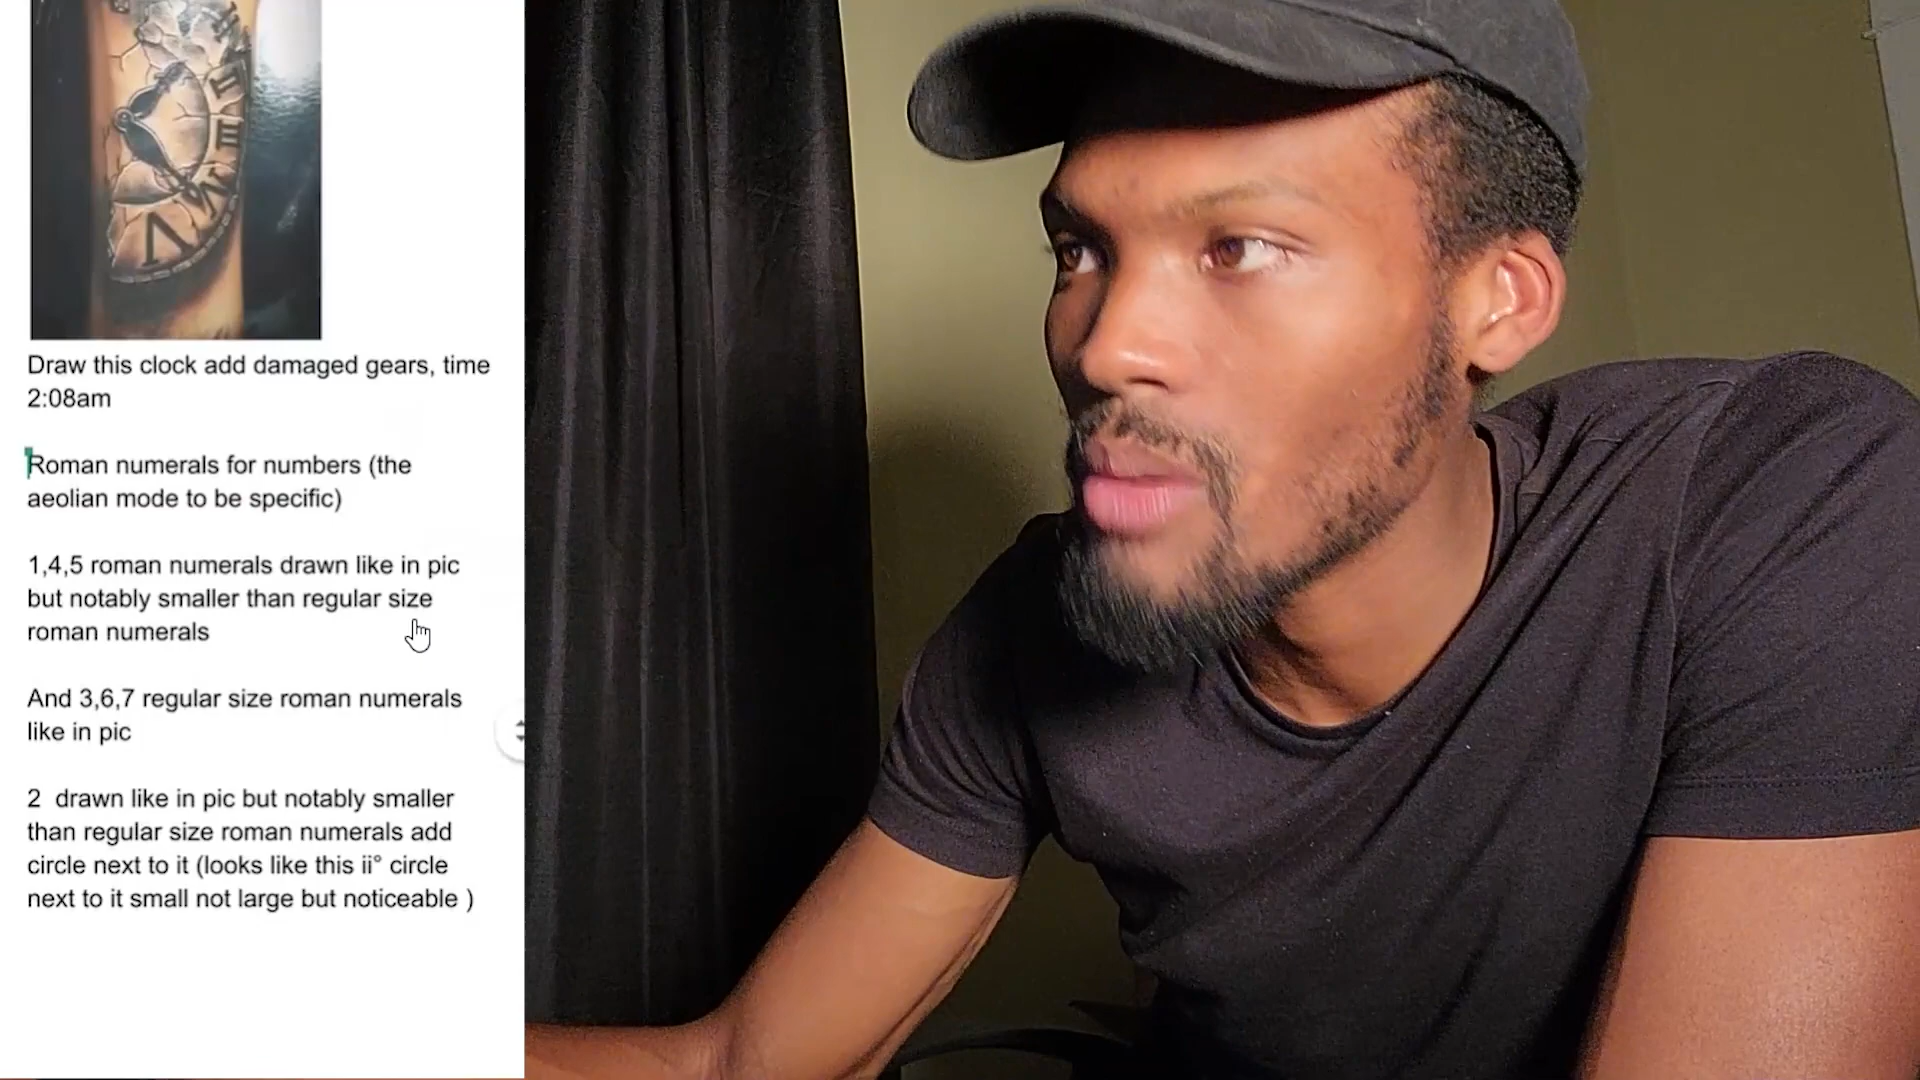 Draw this clock add damaged gears, time
2:08am
Roman numerals for numbers (the
aeolian mode to be specific)
1,4,5 roman numerals drawn like in pic
but notably smaller than regular size
roman numerals
And 3,6,7 regular size roman numerals
like in pic
2 drawn like in pic but notably smaller
than regular size roman numerals add
circle next to it (looks like this ii° circle
next to it small not large but noticeable )